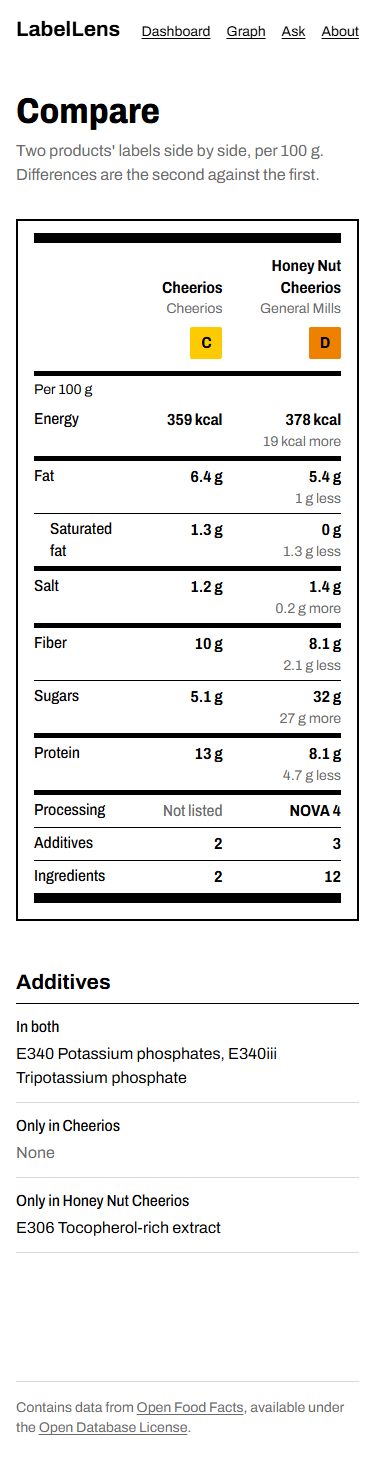 LabelLens Dashboard Graph Ask About
Compare
Two products' labels side by side, per 100 g.
Differences are the second against the first.
Honey Nut
Cheerios Cheerios
Cheerios General Mills
C D
Per 100 g
Energy 359 kcal 378 kcal
19 kcal more
Fat 6.4 g 5.4 g
1 g less
Saturated 1.3 g 0 g
fat 1.3 g less
Salt 1.2 g 1.4 g
0.2 g more
Fiber 10 g 8.1 g
2.1 g less
Sugars 5.1 g 32 g
27 g more
Protein 13 g 8.1 g
4.7 g less
Processing Not listed NOVA 4
Additives 2 3
Ingredients 2 12
Additives
In both
E340 Potassium phosphates, E340iii
Tripotassium phosphate
Only in Cheerios
None
Only in Honey Nut Cheerios
E306 Tocopherol-rich extract
Contains data from Open Food Facts, available under
the Open Database License.